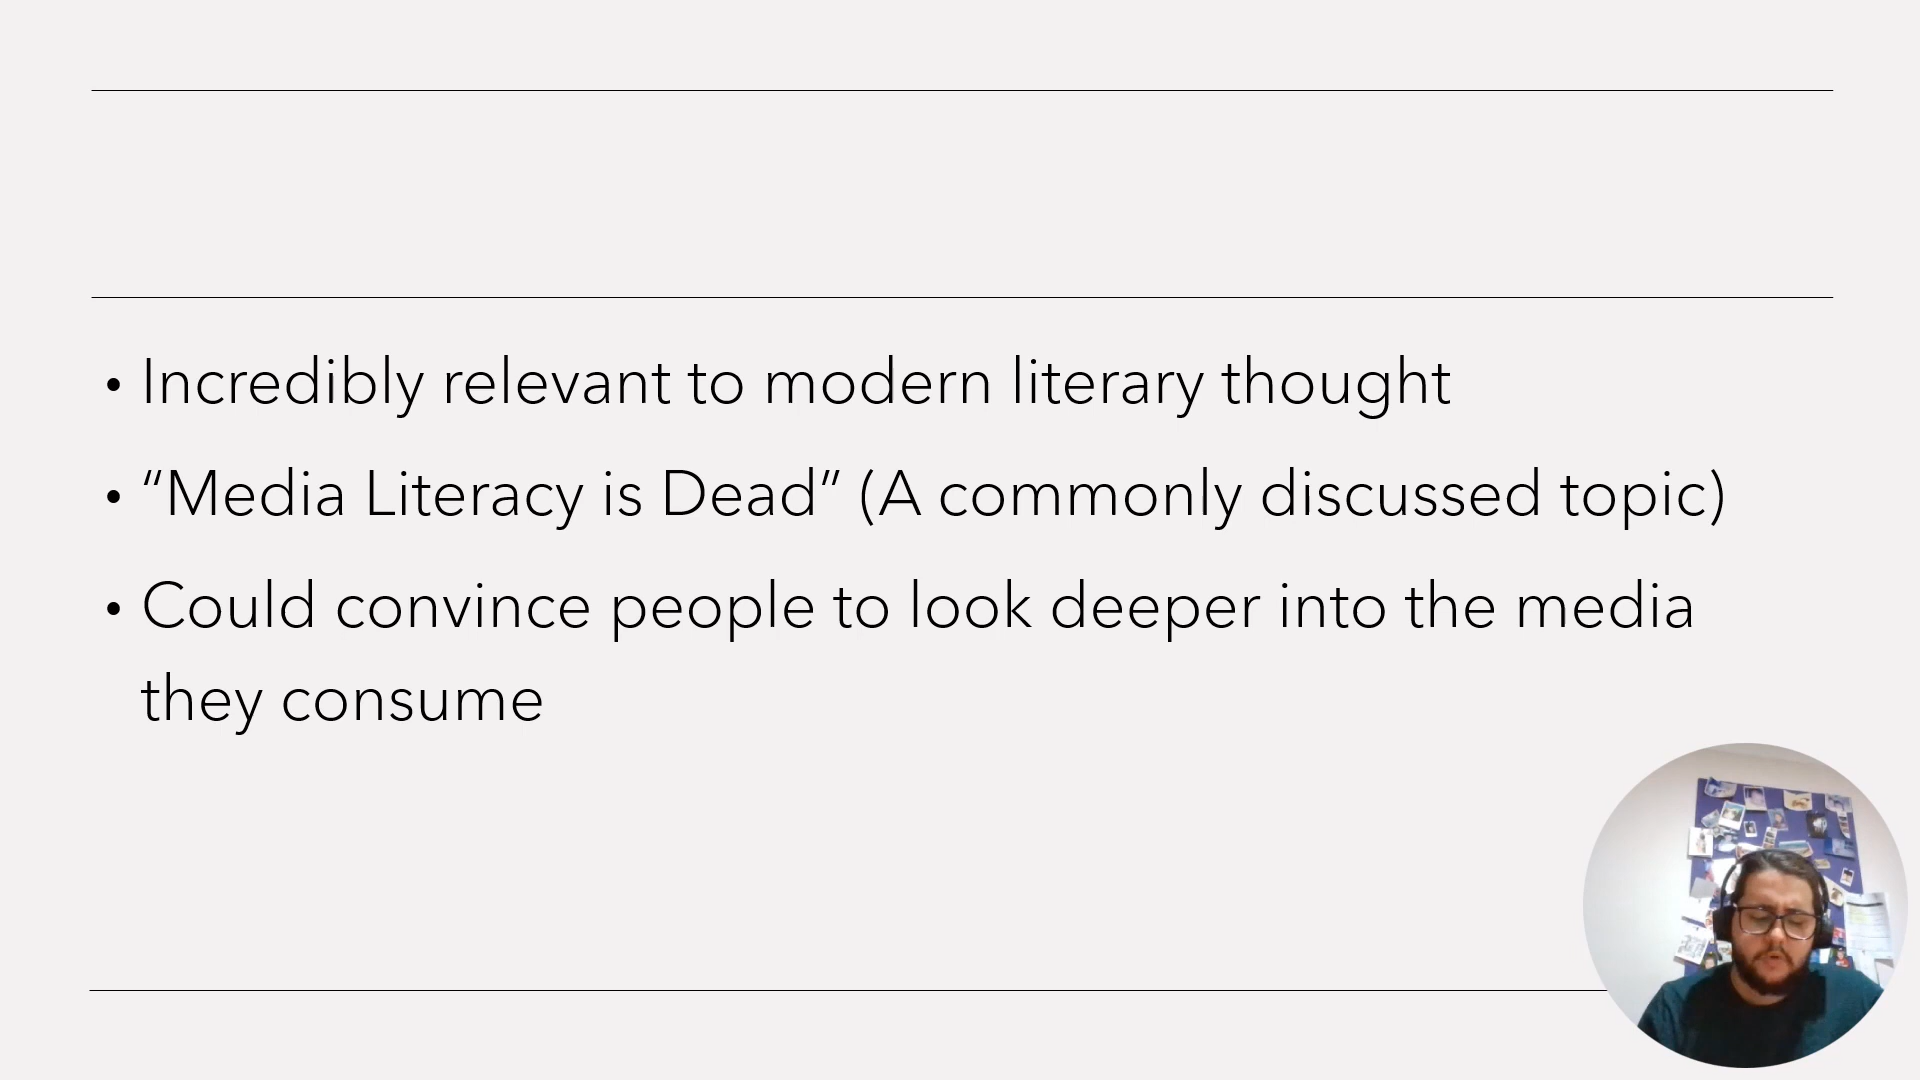 • Incredibly relevant to modern literary thought
• “Media Literacy is Dead” (A commonly discussed topic)
• Could convince people to look deeper into the media
they consume